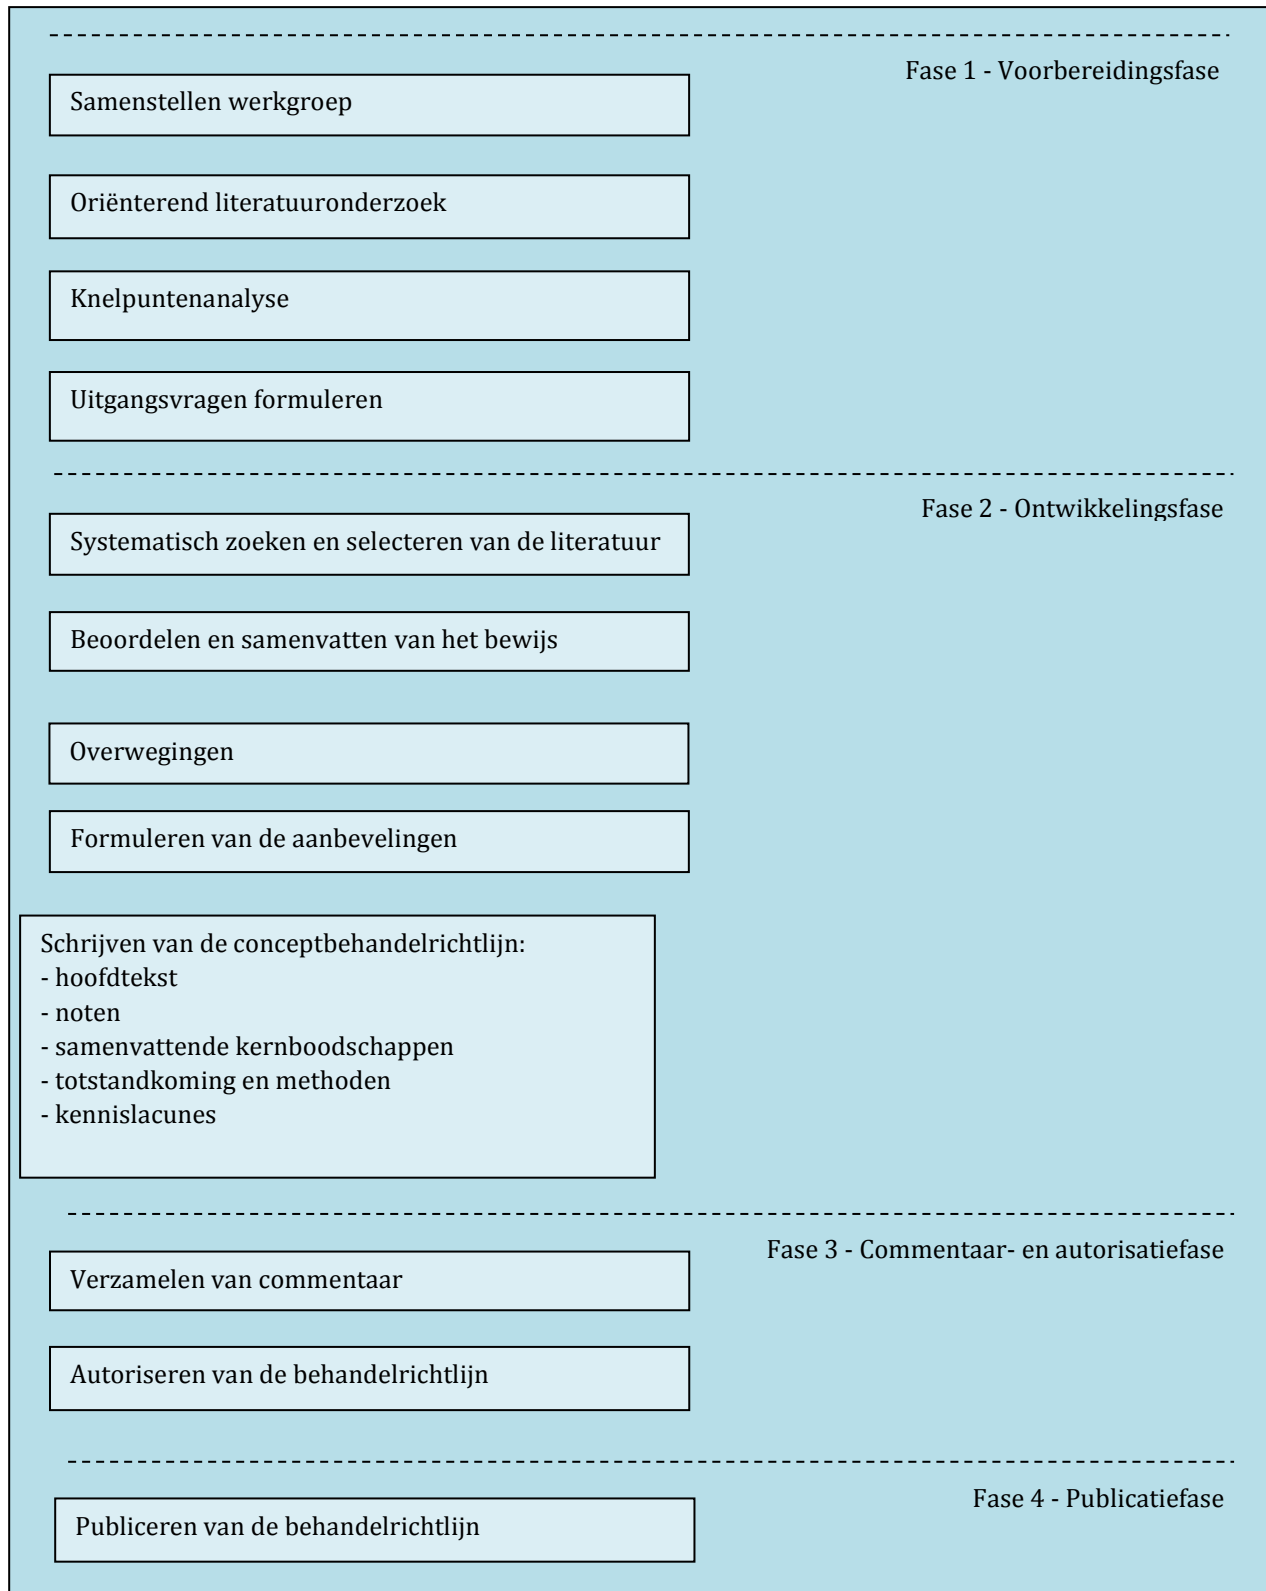 Fase 1 - Voorbereidingsfase
Samenstellen werkgroep
Oriënterend literatuuronderzoek
Knelpuntenanalyse
Uitgangsvragen formuleren
Fase 2 - Ontwikkelingsfase
Systematisch zoeken en selecteren van de literatuur
Beoordelen en samenvatten van het bewijs
Overwegingen
Formuleren van de aanbevelingen
Schrijven van de conceptbehandelrichtlijn:
- hoofdtekst
- noten
- samenvattende kernboodschappen
- totstandkoming en methoden
- kennislacunes
Fase 3 - Commentaar- en autorisatiefase
Verzamelen van commentaar
Autoriseren van de behandelrichtlijn
Fase 4 - Publicatiefase
Publiceren van de behandelrichtlijn